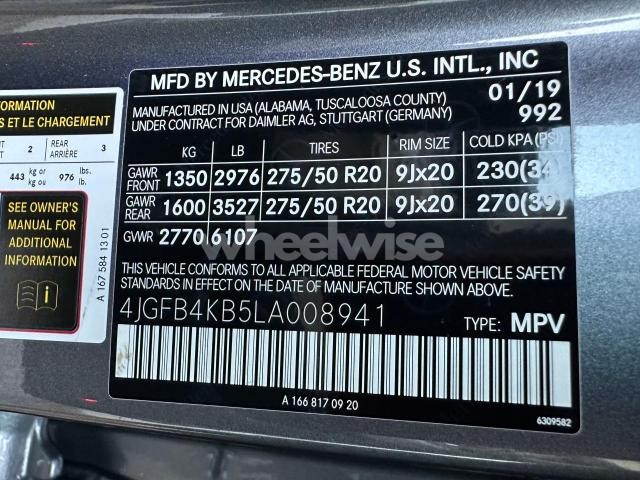 FORMATION
ET LE CHARGEMENT
2 REAR ARRIÈRE 3
443 kg or kg ou 976 lbs. lb.
SEE OWNER'S
MANUAL FOR
ADDITIONAL
INFORMATION
A 167 584 13 01
MFD BY MERCEDES-BENZ U.S. INTL., INC
MANUFACTURED IN USA (ALABAMA, TUSCALOOSA COUNTY) 01/19
UNDER CONTRACT FOR DAIMLER AG, STUTTGART (GERMANY) 992
KG LB TIRES RIM SIZE COLD KPA (PSI)
GAWR FRONT 1350 2976 275/50 R20 9Jx20 230(34)
GAWR REAR 1600 3527 275/50 R20 9Jx20 270(39)
GVWR 2770 6107
wheelwise
THIS VEHICLE CONFORMS TO ALL APPLICABLE FEDERAL MOTOR VEHICLE SAFETY
STANDARDS IN EFFECT ON THE DATE OF MANUFACTURE SHOWN ABOVE.
4JGFB4KB5LA008941 TYPE: MPV
A 166 817 09 20
6309582